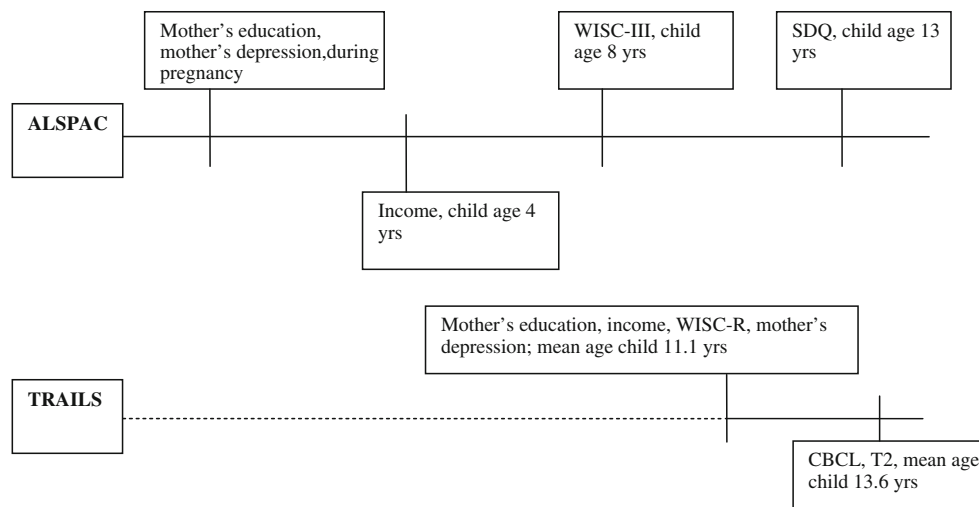 Mother's education,
mother's depression,during
pregnancy
WISC-III, child
age 8 yrs
SDQ, child age 13
yrs
ALSPAC
Income, child age 4
yrs
Mother's education, income, WISC-R, mother's
depression; mean age child 11.1 yrs
TRAILS
CBCL, T2, mean age
child 13.6 yrs